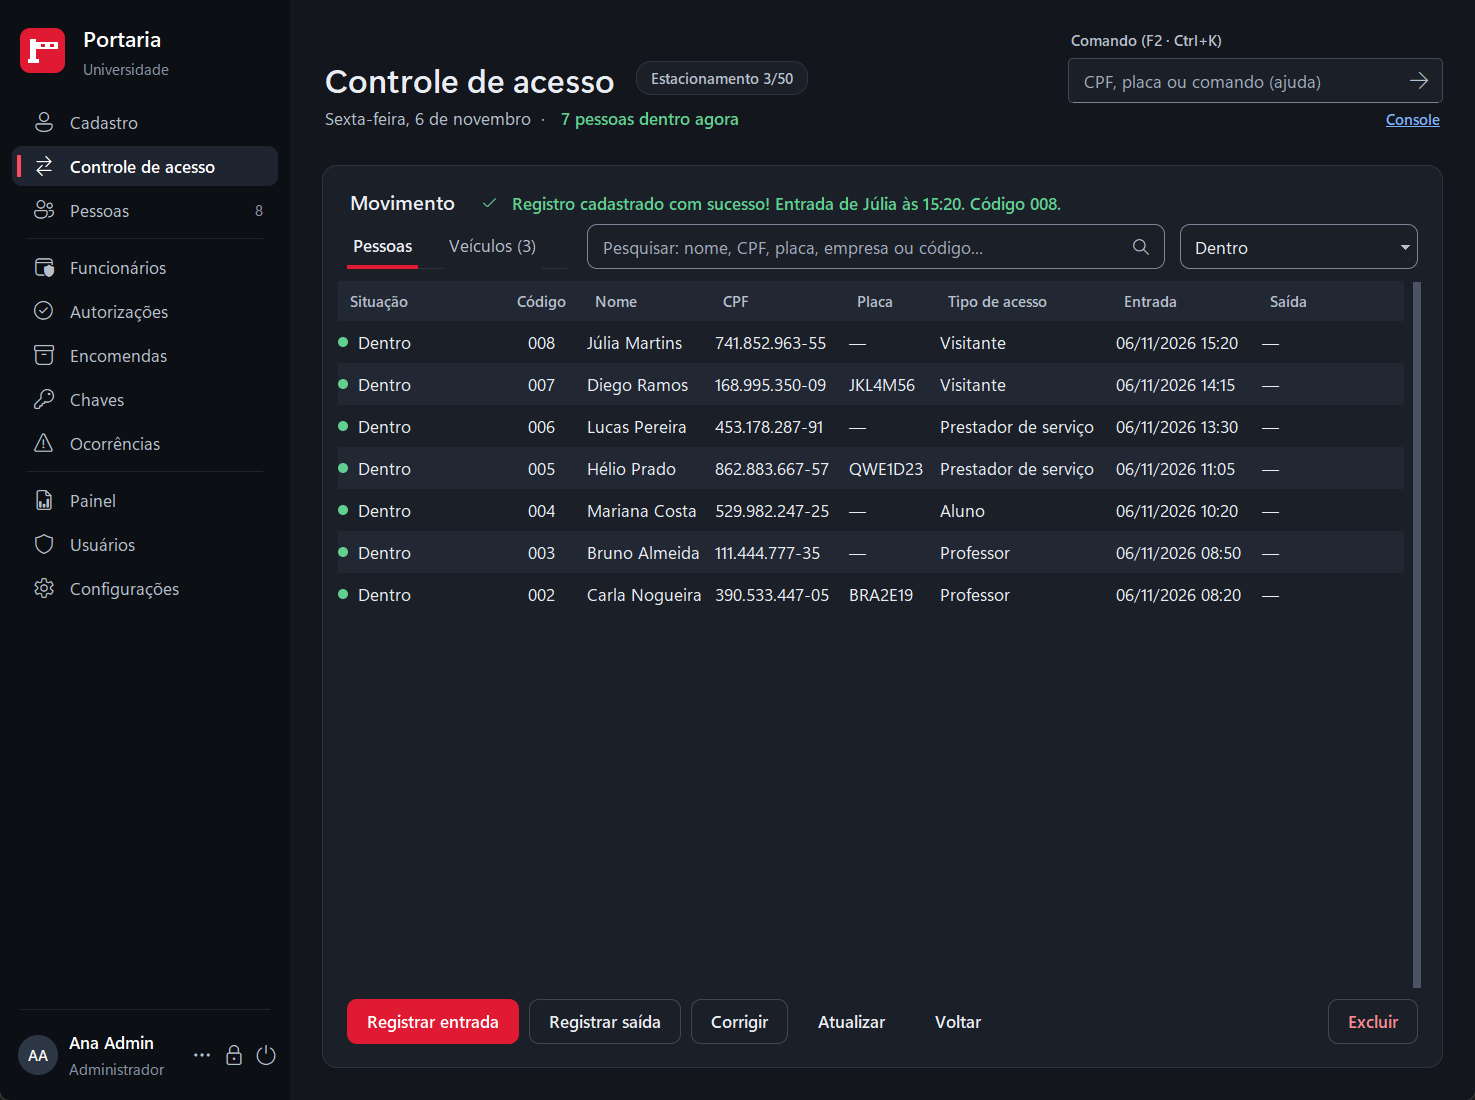 Portaria
Universidade
Cadastro
Controle de acesso
Pessoas 8
Funcionários
Autorizações
Encomendas
Chaves
Ocorrências
Painel
Usuários
Configurações
AA
Ana Admin
Administrador
Controle de acesso
Estacionamento 3/50
Sexta-feira, 6 de novembro · 7 pessoas dentro agora
Comando (F2 · Ctrl+K)
CPF, placa ou comando (ajuda)
Console
Movimento
Registro cadastrado com sucesso! Entrada de Júlia às 15:20. Código 008.
Pessoas Veículos (3)
Pesquisar: nome, CPF, placa, empresa ou código...
Dentro
Situação Código Nome CPF Placa Tipo de acesso Entrada Saída
Dentro 008 Júlia Martins 741.852.963-55 — Visitante 06/11/2026 15:20 —
Dentro 007 Diego Ramos 168.995.350-09 JKL4M56 Visitante 06/11/2026 14:15 —
Dentro 006 Lucas Pereira 453.178.287-91 — Prestador de serviço 06/11/2026 13:30 —
Dentro 005 Hélio Prado 862.883.667-57 QWE1D23 Prestador de serviço 06/11/2026 11:05 —
Dentro 004 Mariana Costa 529.982.247-25 — Aluno 06/11/2026 10:20 —
Dentro 003 Bruno Almeida 111.444.777-35 — Professor 06/11/2026 08:50 —
Dentro 002 Carla Nogueira 390.533.447-05 BRA2E19 Professor 06/11/2026 08:20 —
Registrar entrada Registrar saída Corrigir Atualizar Voltar Excluir